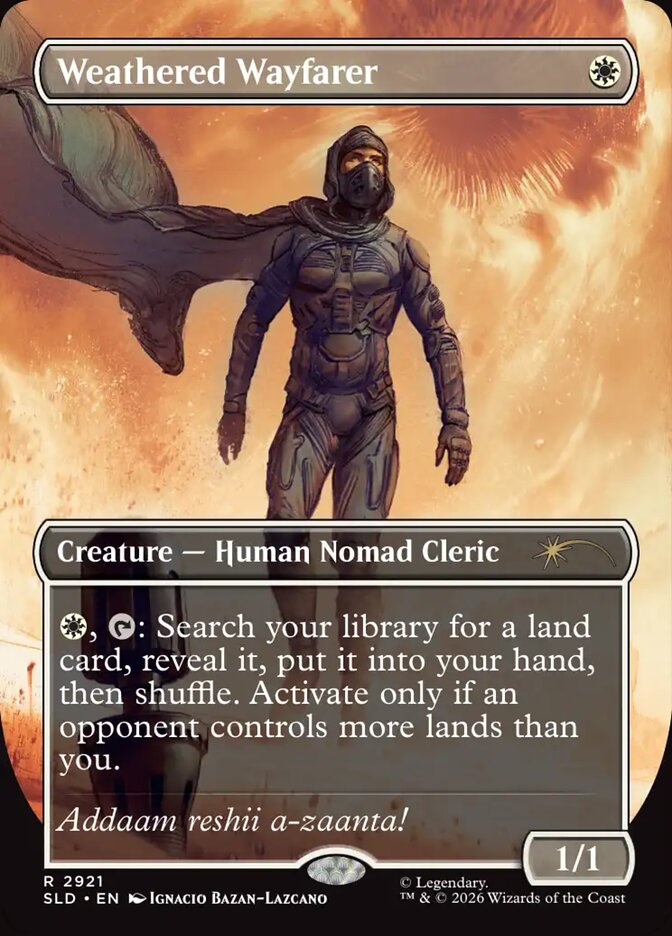 Weathered Wayfarer
Creature — Human Nomad Cleric
, : Search your library for a land
card, reveal it, put it into your hand,
then shuffle. Activate only if an
opponent controls more lands than
you.
Addaam reshii a-zaanta!
1/1
R 2921
SLD • EN Ignacio Bazan-Lazcano
© Legendary.
™ & © 2026 Wizards of the Coast